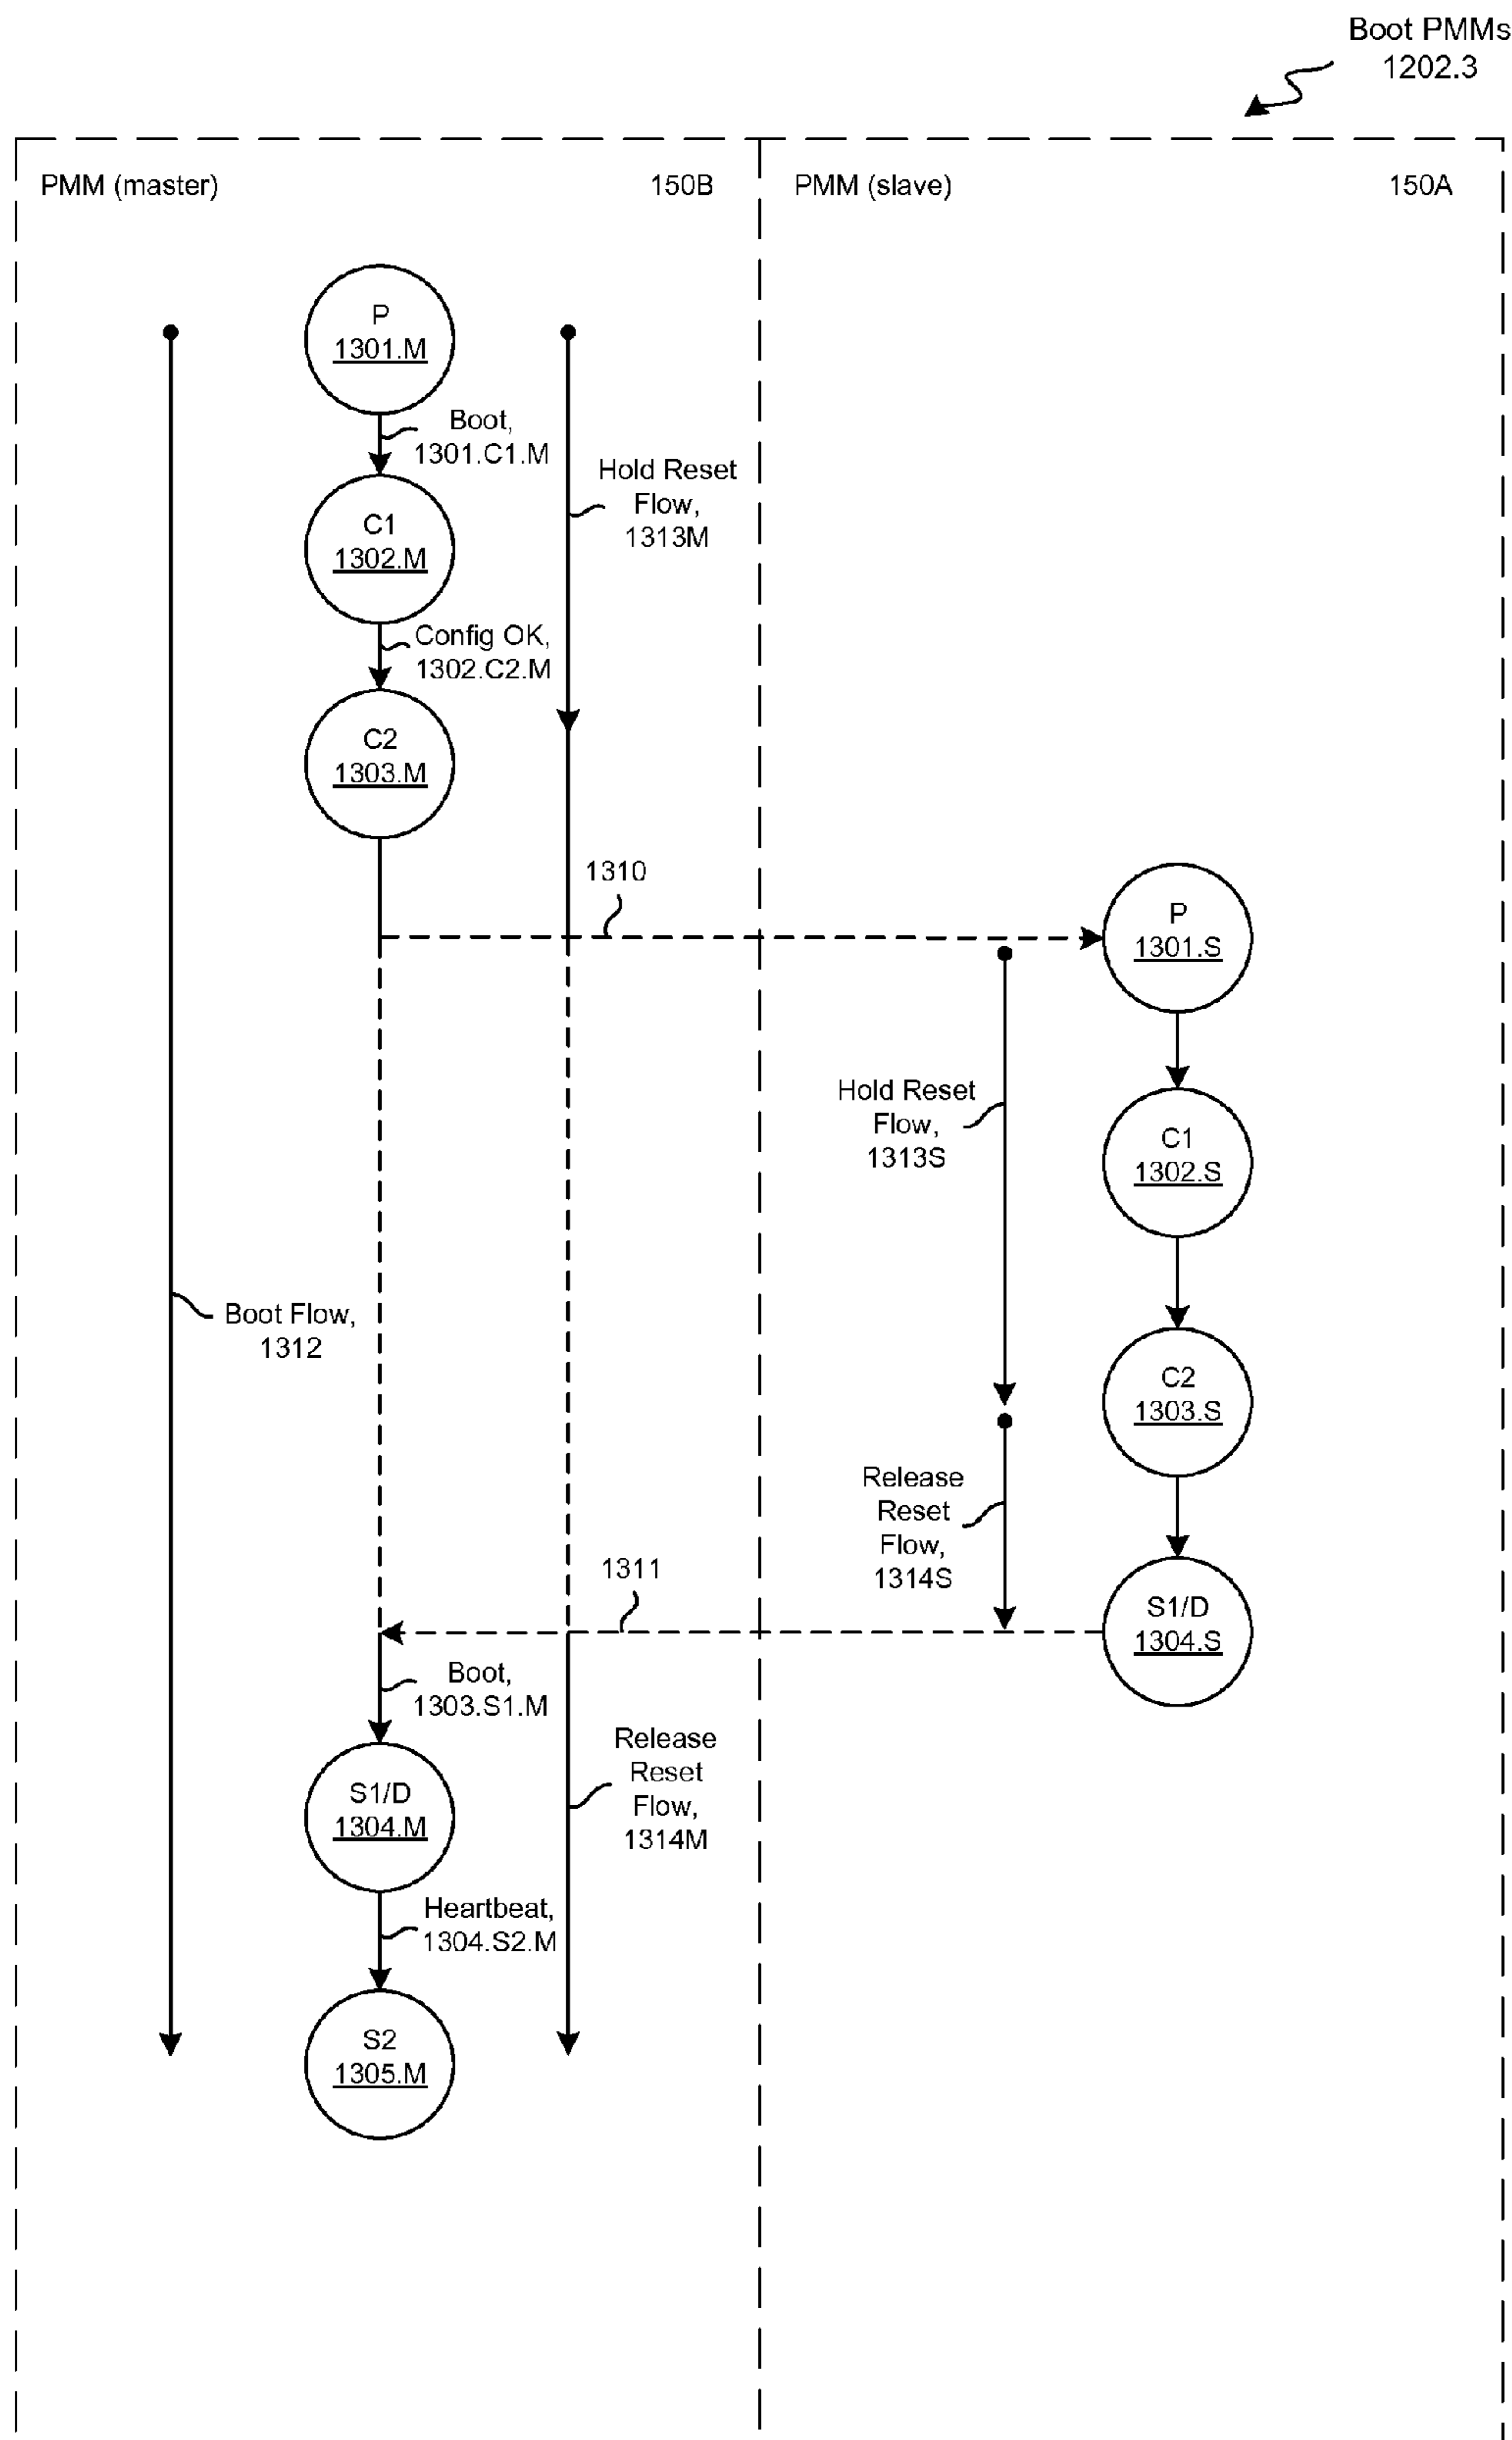 Boot PMMs
1202.3
PMM (master)
150B
PMM (slave)
150A
P
1301.M
Boot,
1301.C1.M
Hold Reset
Flow,
1313M
C1
1302.M
Config OK,
1302.C2.M
C2
1303.M
1310
P
1301.S
Hold Reset
Flow,
1313S
C1
1302.S
Boot Flow,
1312
C2
1303.S
Release
Reset
Flow,
1314S
1311
S1/D
1304.S
Boot,
1303.S1.M
Release
Reset
Flow,
1314M
S1/D
1304.M
Heartbeat,
1304.S2.M
S2
1305.M